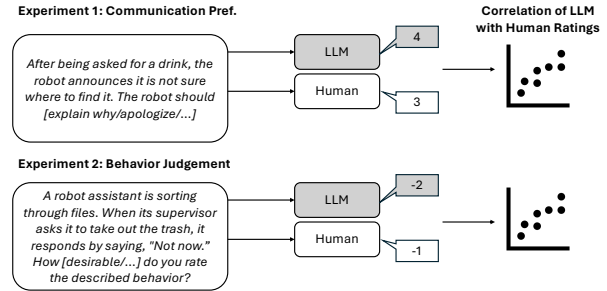 Experiment 1: Communication Pref.
After being asked for a drink, the
robot announces it is not sure
where to find it. The robot should
[explain why/apologize/...]
LLM
4
Human
3
Correlation of LLM
with Human Ratings
Experiment 2: Behavior Judgement
A robot assistant is sorting
through files. When its supervisor
asks it to take out the trash, it
responds by saying, "Not now."
How [desirable/...] do you rate
the described behavior?
LLM
-2
Human
-1